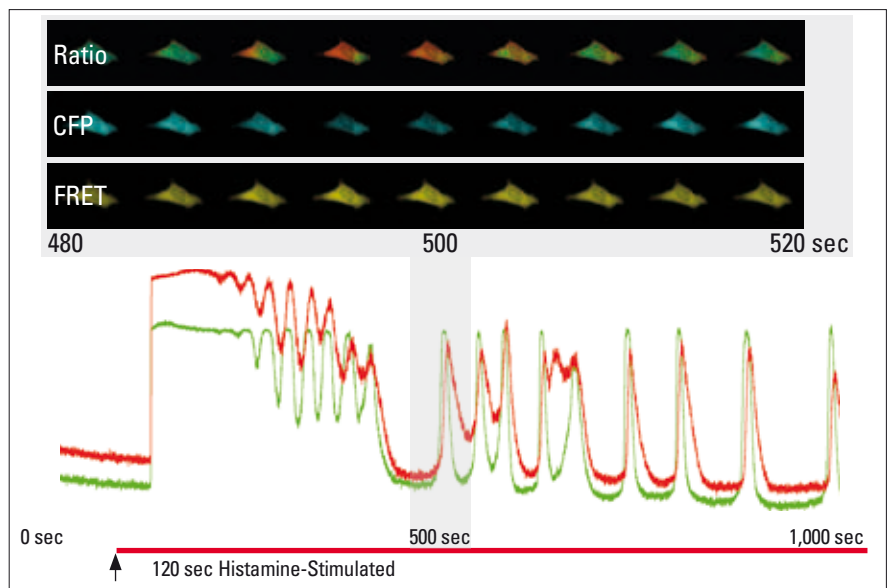 Ratio
CFP
FRET
480 500 520 sec
0 sec 500 sec 1,000 sec
120 sec Histamine-Stimulated